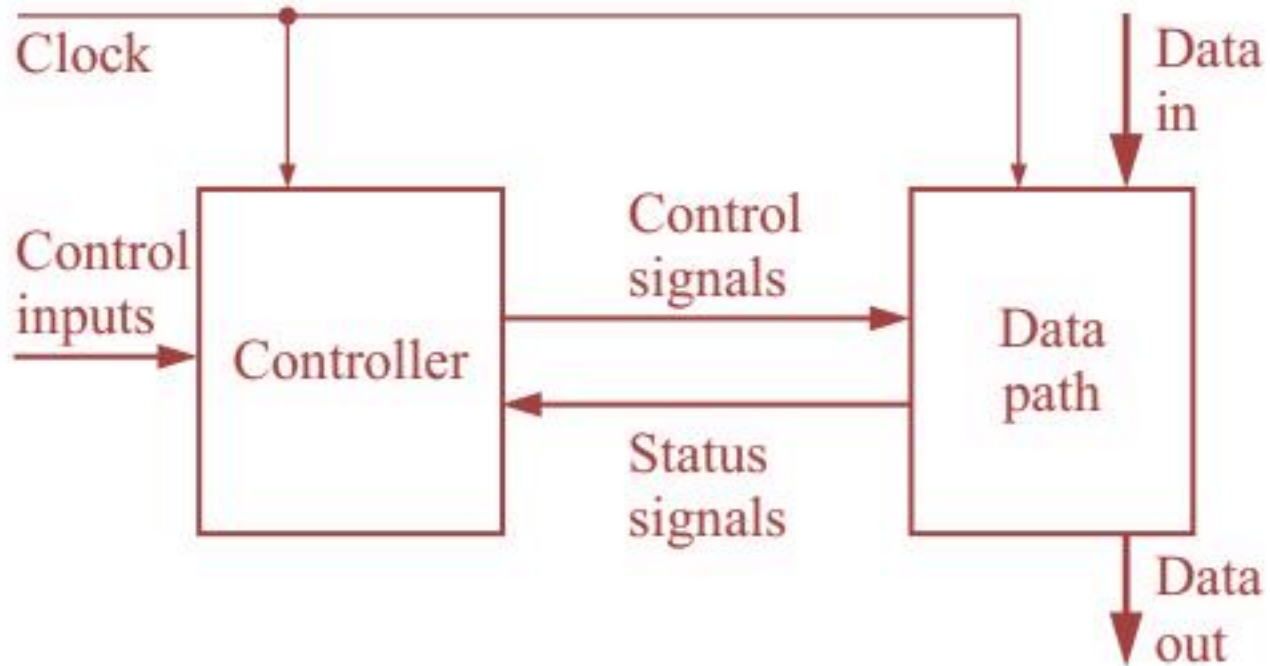 Clock
Data
in
Control
inputs
Controller
Control
signals
Data
path
Status
signals
Data
out